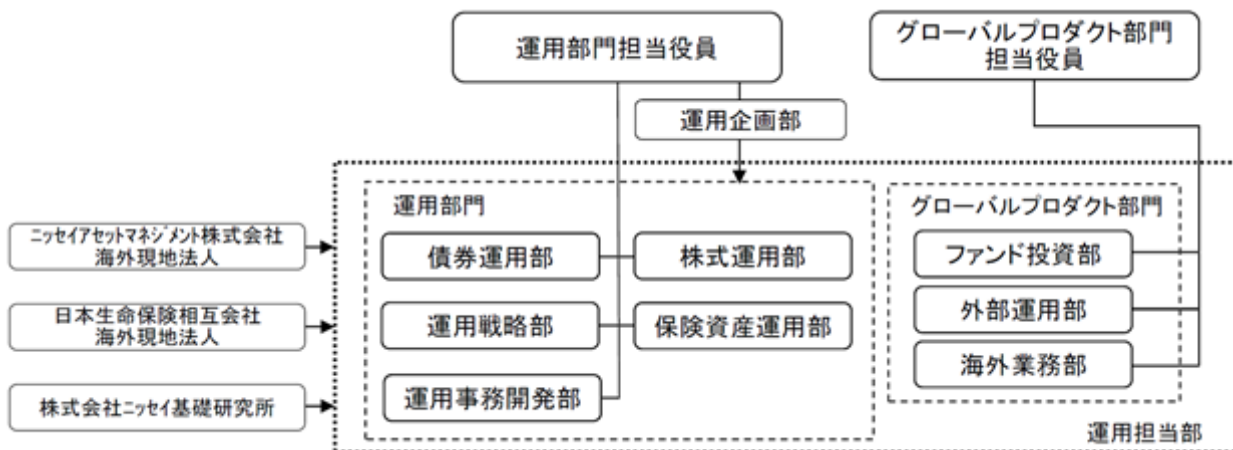 運用部門担当役員
グローバルプロダクト部門
担当役員
運用企画部
運用部門
グローバルプロダクト部門
ニッセイアセットマネジメント株式会社
海外現地法人
債券運用部
株式運用部
ファンド投資部
日本生命保険相互会社
海外現地法人
運用戦略部
保険資産運用部
外部運用部
海外業務部
株式会社ニッセイ基礎研究所
運用事務開発部
運用担当部